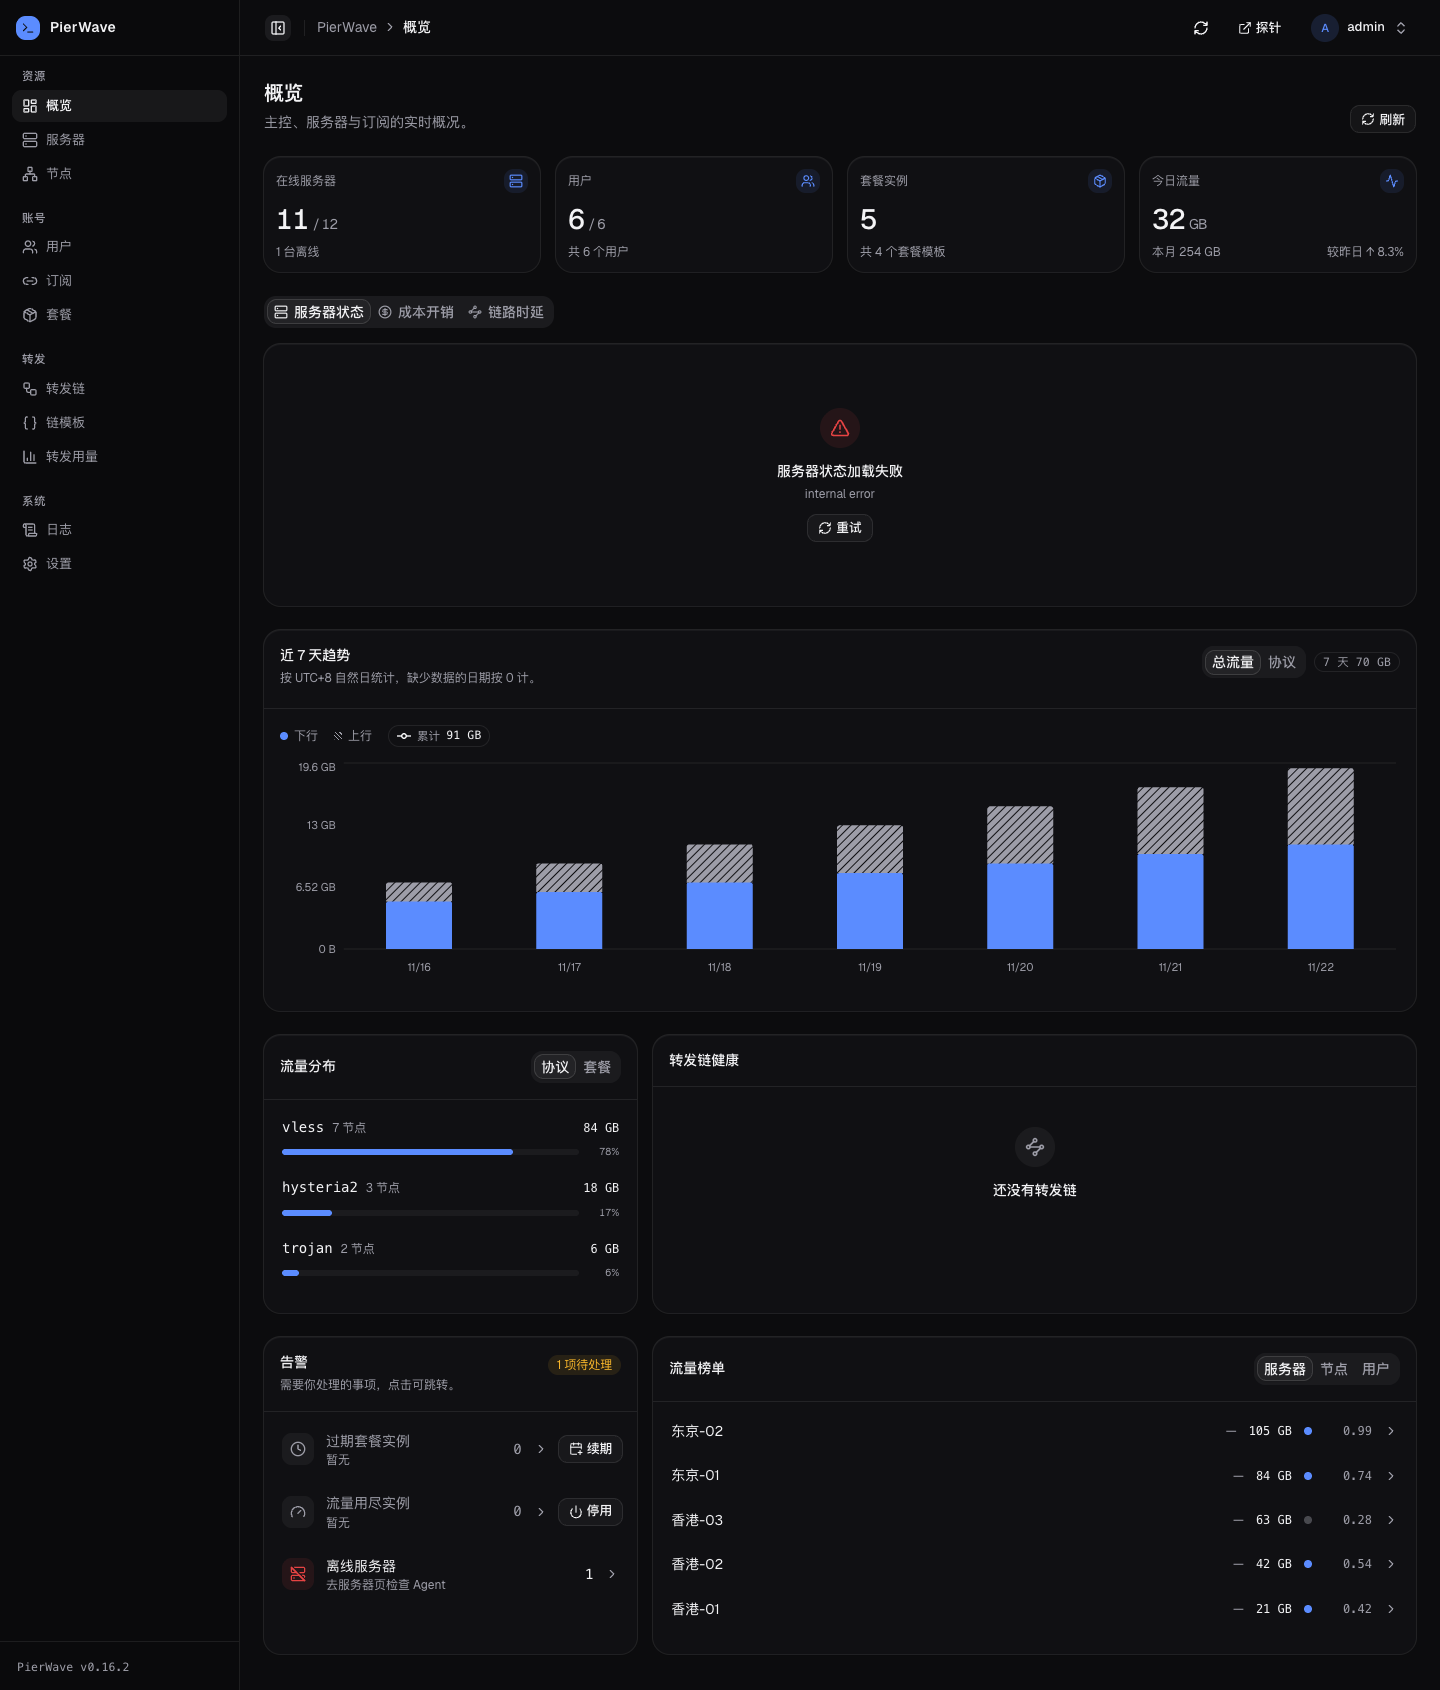 PierWave
PierWave > 概览
探针
A admin
资源
概览
服务器
节点
账号
用户
订阅
套餐
转发
转发链
链模板
转发用量
系统
日志
设置
PierWave v0.16.2
概览
主控、服务器与订阅的实时概况。
刷新
在线服务器
11 / 12
1 台离线
用户
6 / 6
共 6 个用户
套餐实例
5
共 4 个套餐模板
今日流量
32 GB
本月 254 GB 较昨日 ↑ 8.3%
服务器状态 成本开销 链路时延
服务器状态加载失败
internal error
重试
近 7 天趋势
按 UTC+8 自然日统计，缺少数据的日期按 0 计。
总流量 协议 7 天 70 GB
下行 上行 累计 91 GB
19.6 GB
13 GB
6.52 GB
0 B
11/16 11/17 11/18 11/19 11/20 11/21 11/22
流量分布
协议 套餐
vless 7 节点 84 GB
78%
hysteria2 3 节点 18 GB
17%
trojan 2 节点 6 GB
6%
转发链健康
还没有转发链
告警
1 项待处理
需要你处理的事项，点击可跳转。
过期套餐实例
暂无
0 续期
流量用尽实例
暂无
0 停用
离线服务器
去服务器页检查 Agent
1
流量榜单
服务器 节点 用户
东京-02 — 105 GB 0.99
东京-01 — 84 GB 0.74
香港-03 — 63 GB 0.28
香港-02 — 42 GB 0.54
香港-01 — 21 GB 0.42